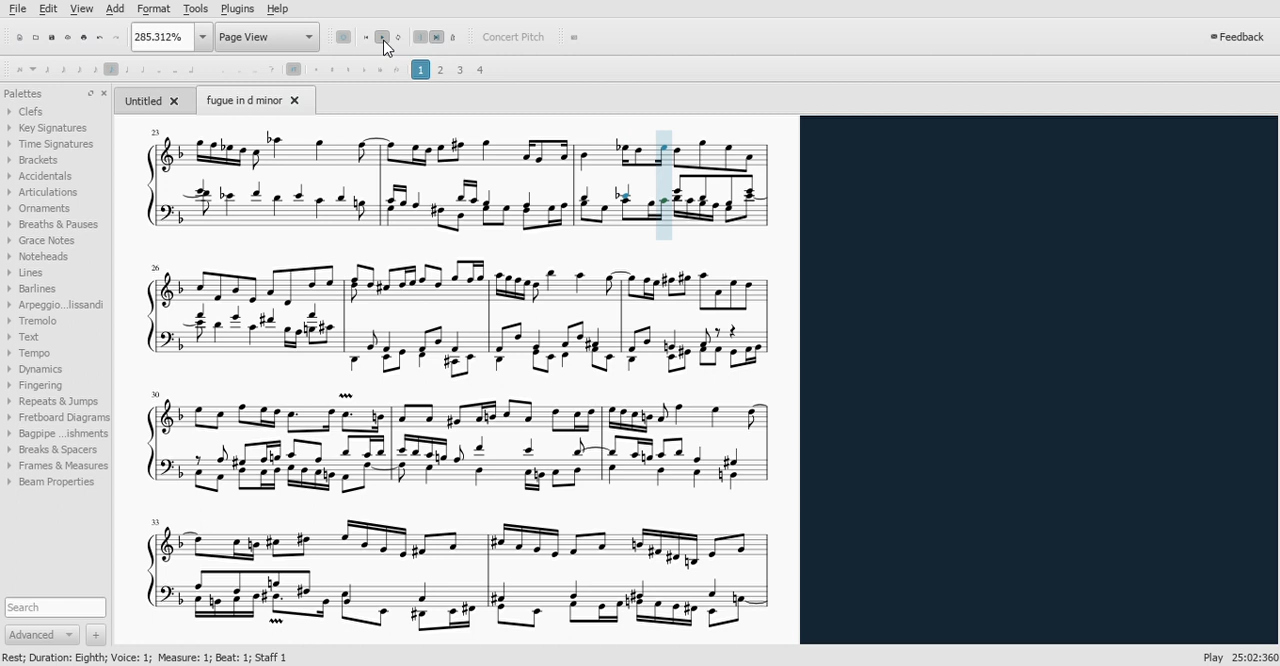 File Edit View Add Format Tools Plugins Help
285.312% Page View Concert Pitch Feedback
1 2 3 4
Palettes
Untitled fugue in d minor
Clefs
Key Signatures
Time Signatures
Brackets
Accidentals
Articulations
Ornaments
Breaths & Pauses
Grace Notes
Noteheads
Lines
Barlines
Arpeggio...lissandi
Tremolo
Text
Tempo
Dynamics
Fingering
Repeats & Jumps
Fretboard Diagrams
Bagpipe ...ishments
Breaks & Spacers
Frames & Measures
Beam Properties
Search
Advanced +
23
26
30
33
Rest; Duration: Eighth; Voice: 1; Measure: 1; Beat: 1; Staff 1 Play 25:02:360